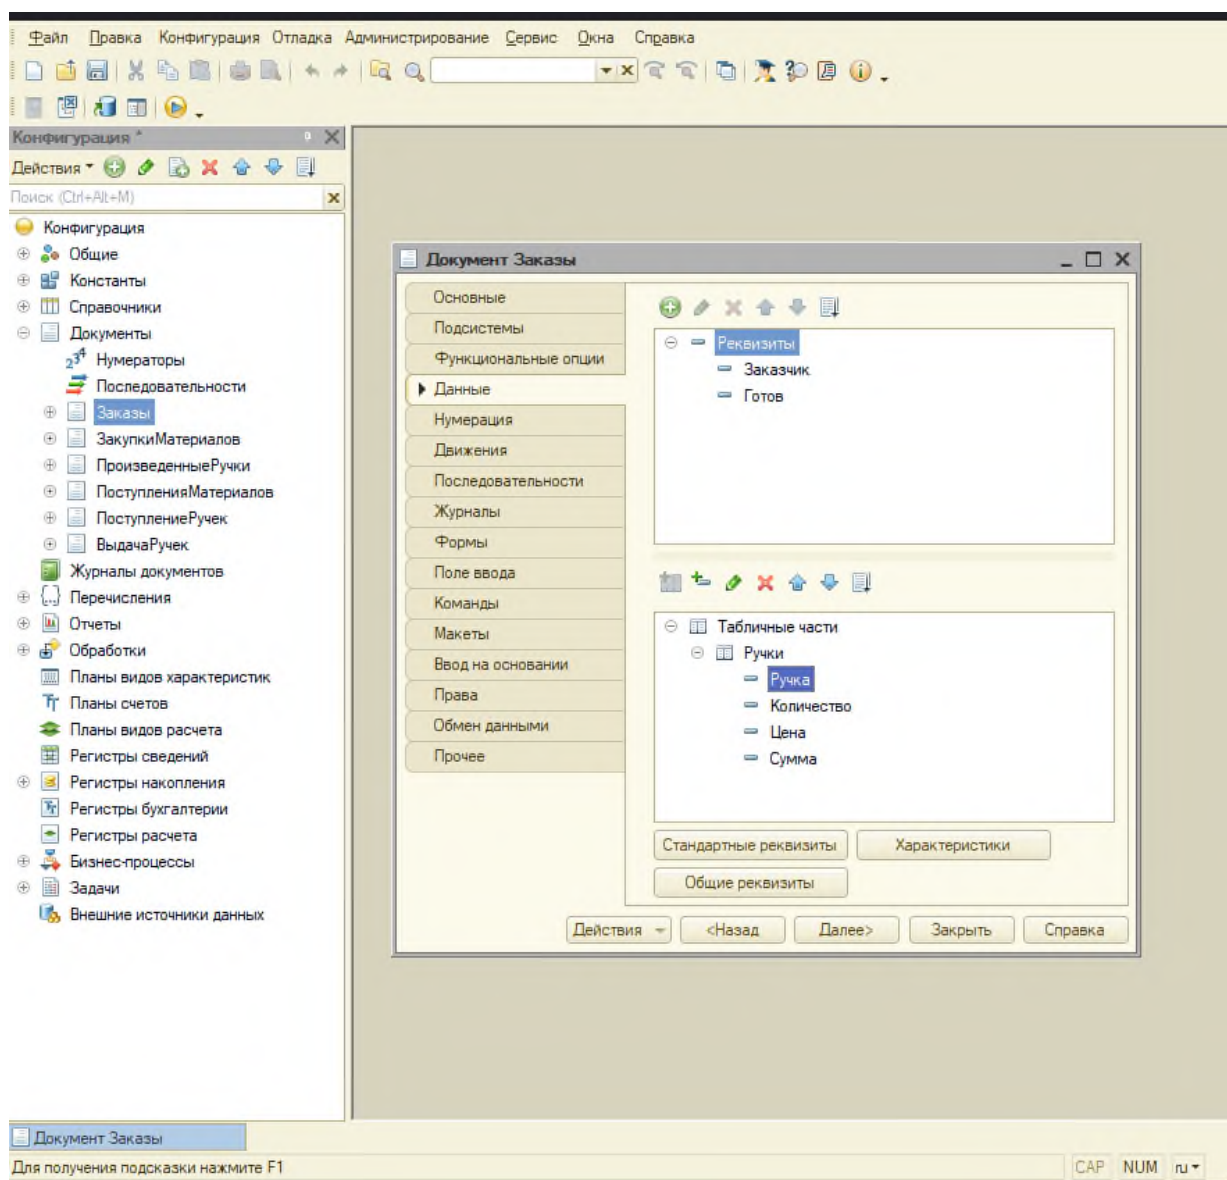 Файл Правка Конфигурация Отладка Администрирование Сервис Окна Справка
Конфигурация *
Действия
Поиск (Ctrl+Alt+M)
Конфигурация
Общие
Константы
Справочники
Документы
Нумераторы
Последовательности
Заказы
ЗакупкиМатериалов
ПроизведенныеРучки
ПоступленияМатериалов
ПоступлениеРучек
ВыдачаРучек
Журналы документов
Перечисления
Отчеты
Обработки
Планы видов характеристик
Планы счетов
Планы видов расчета
Регистры сведений
Регистры накопления
Регистры бухгалтерии
Регистры расчета
Бизнес-процессы
Задачи
Внешние источники данных
Документ Заказы
Основные
Подсистемы
Функциональные опции
Данные
Нумерация
Движения
Последовательности
Журналы
Формы
Поле ввода
Команды
Макеты
Ввод на основании
Права
Обмен данными
Прочее
Реквизиты
Заказчик
Готов
Табличные части
Ручки
Ручка
Количество
Цена
Сумма
Стандартные реквизиты Характеристики
Общие реквизиты
Действия <Назад Далее> Закрыть Справка
Документ Заказы
Для получения подсказки нажмите F1 CAP NUM ru